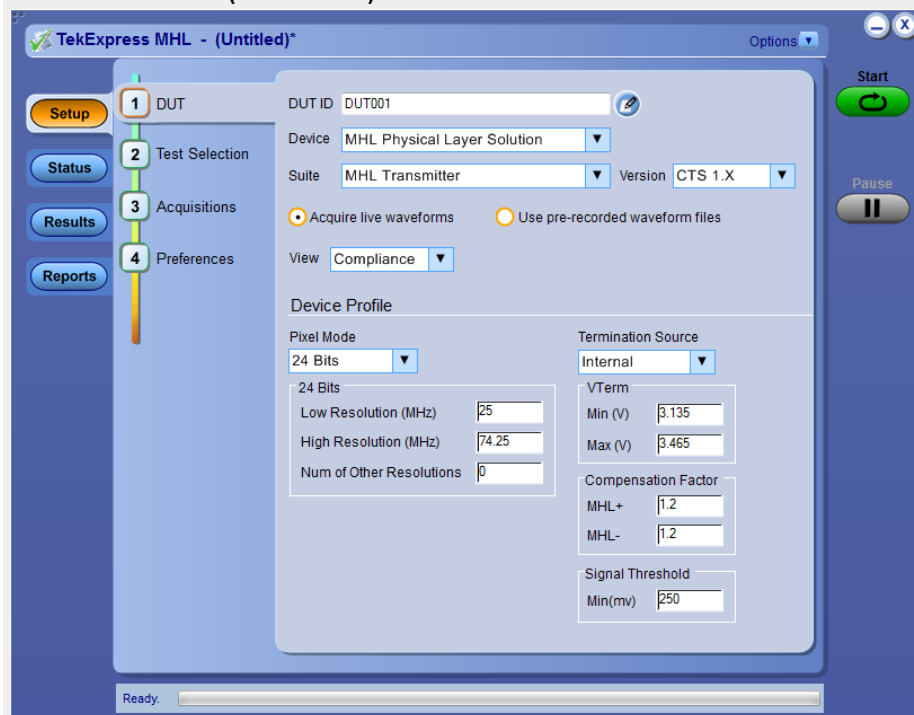 TekExpress MHL - (Untitled)*
Options
Start
Pause
Setup
Status
Results
Reports
1 DUT
2 Test Selection
3 Acquisitions
4 Preferences
DUT ID DUT001
Device MHL Physical Layer Solution
Suite MHL Transmitter Version CTS 1.X
Acquire live waveforms Use pre-recorded waveform files
View Compliance
Device Profile
Pixel Mode
24 Bits
24 Bits
Low Resolution (MHz) 25
High Resolution (MHz) 74.25
Num of Other Resolutions 0
Termination Source
Internal
VTerm
Min (V) 3.135
Max (V) 3.465
Compensation Factor
MHL+ 1.2
MHL- 1.2
Signal Threshold
Min(mv) 250
Ready.